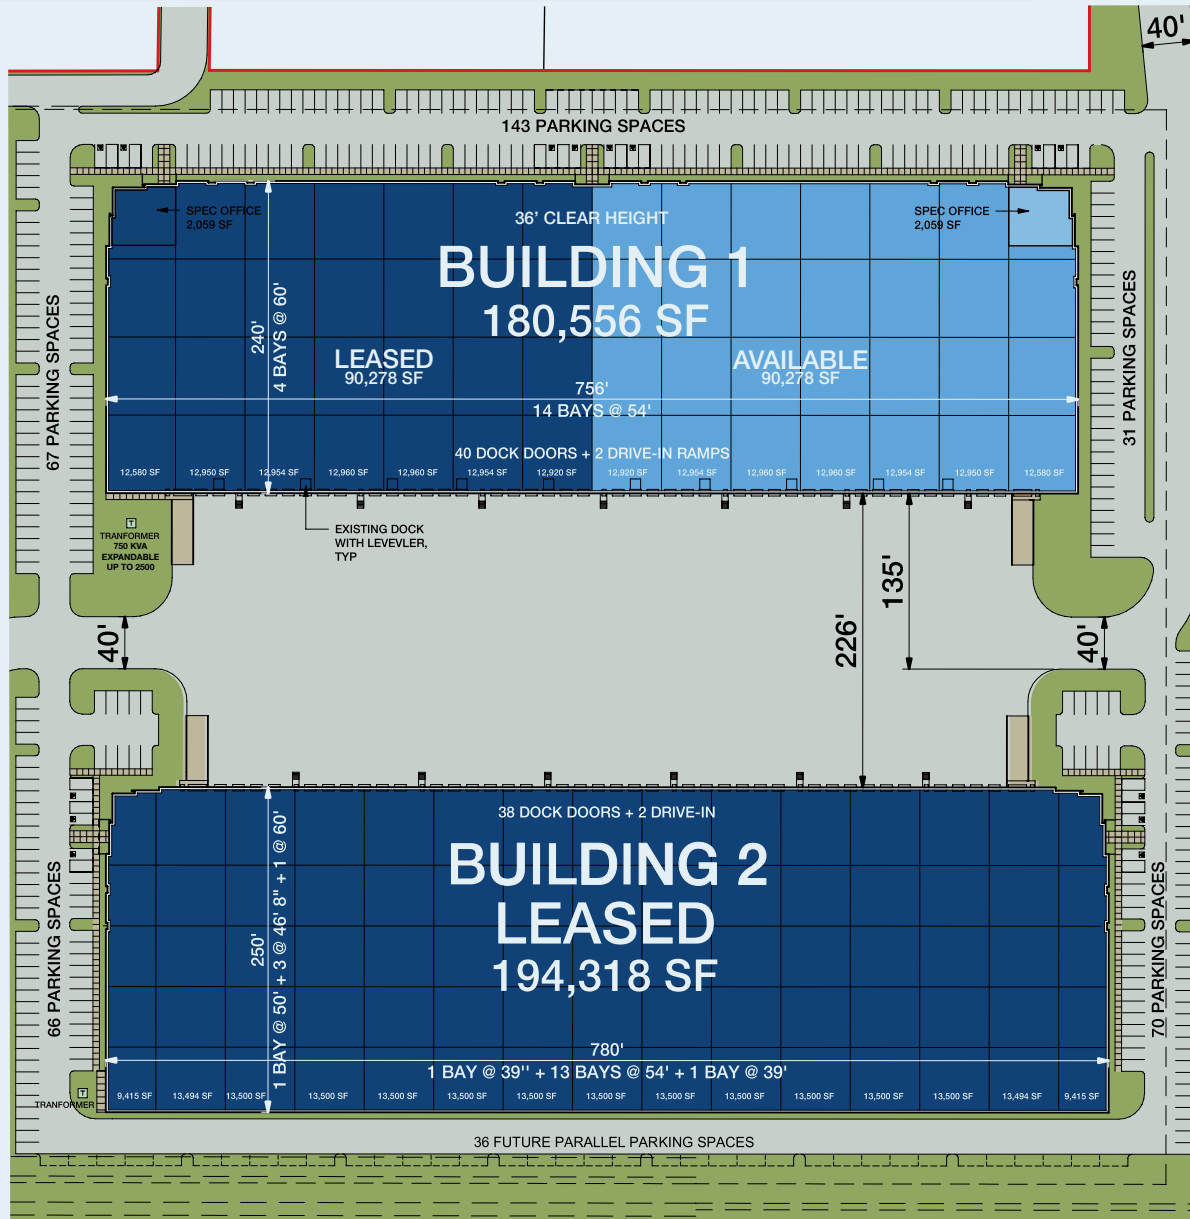 40'
143 PARKING SPACES
SPEC OFFICE
2,059 SF
36' CLEAR HEIGHT
SPEC OFFICE
2,059 SF
BUILDING 1
180,556 SF
240'
4 BAYS @ 60'
LEASED
90,278 SF
AVAILABLE
90,278 SF
756'
14 BAYS @ 54'
67 PARKING SPACES
31 PARKING SPACES
40 DOCK DOORS + 2 DRIVE-IN RAMPS
12,580 SF 12,950 SF 12,954 SF 12,960 SF 12,960 SF 12,954 SF 12,920 SF 12,920 SF 12,954 SF 12,960 SF 12,960 SF 12,954 SF 12,950 SF 12,580 SF
T
TRANFORMER
750 KVA
EXPANDABLE
UP TO 2500
EXISTING DOCK
WITH LEVEVLER,
TYP
135'
226'
40'
40'
38 DOCK DOORS + 2 DRIVE-IN
BUILDING 2
LEASED
194,318 SF
250'
1 BAY @ 50' + 3 @ 46' 8" + 1 @ 60'
66 PARKING SPACES
70 PARKING SPACES
780'
1 BAY @ 39'' + 13 BAYS @ 54' + 1 BAY @ 39'
T
TRANFORMER
9,415 SF 13,494 SF 13,500 SF 13,500 SF 13,500 SF 13,500 SF 13,500 SF 13,500 SF 13,500 SF 13,500 SF 13,500 SF 13,500 SF 13,500 SF 13,494 SF 9,415 SF
36 FUTURE PARALLEL PARKING SPACES